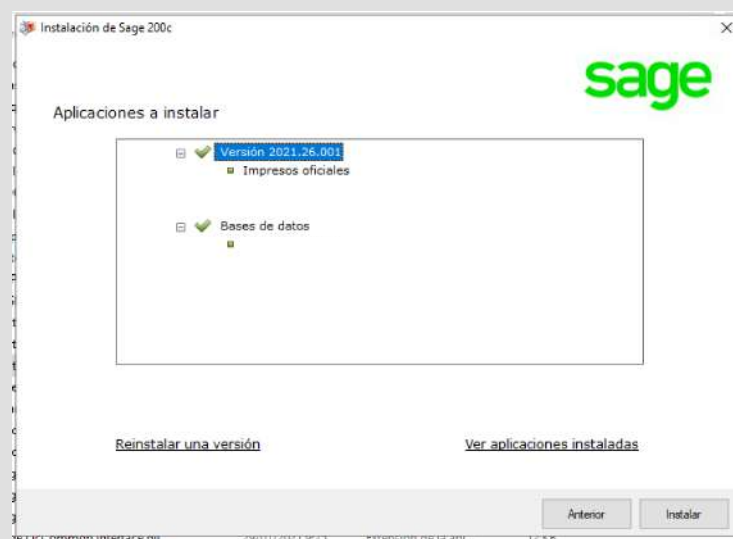 Instalación de Sage 200c
sage
Aplicaciones a instalar
Versión 2021.26.001
Impresos oficiales
Bases de datos
Reinstalar una versión
Ver aplicaciones instaladas
Anterior
Instalar